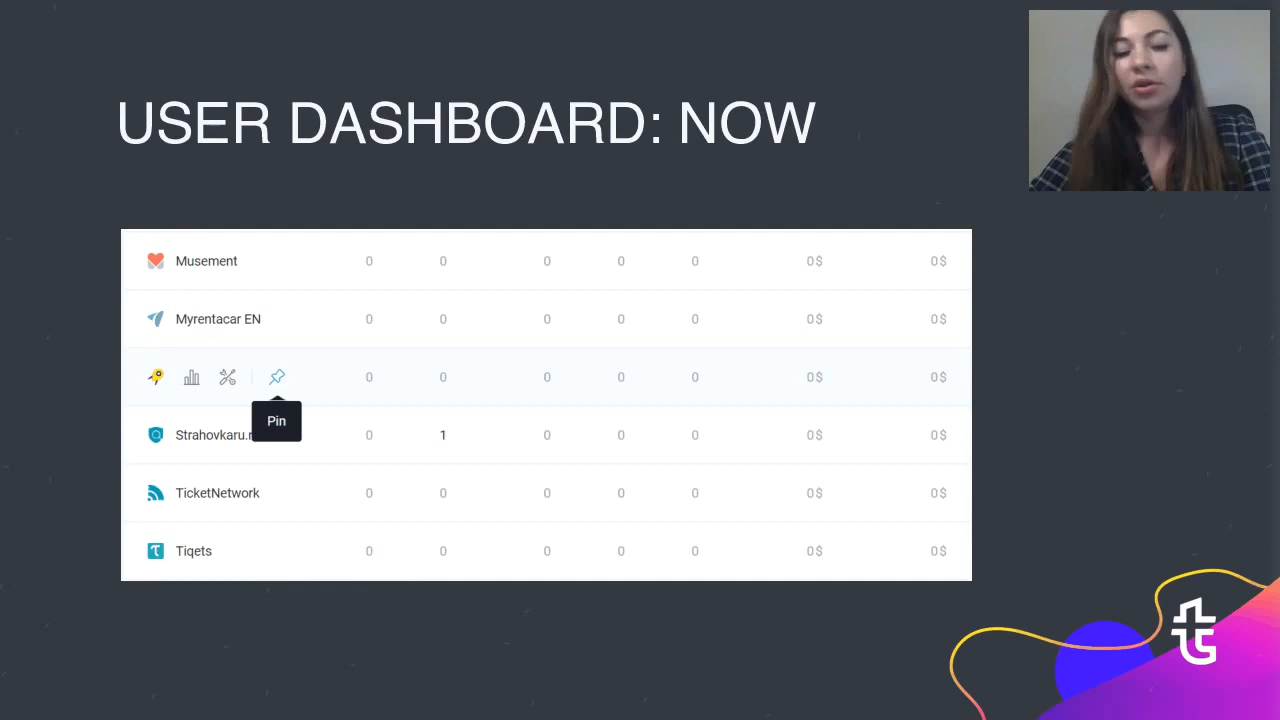 USER DASHBOARD: NOW
Musement 0 0 0 0 0 0$ 0$
Myrentacar EN 0 0 0 0 0 0$ 0$
0 0 0 0 0 0$ 0$
Pin
Strahovkaru. 0 1 0 0 0 0$ 0$
TicketNetwork 0 0 0 0 0 0$ 0$
Tiqets 0 0 0 0 0 0$ 0$